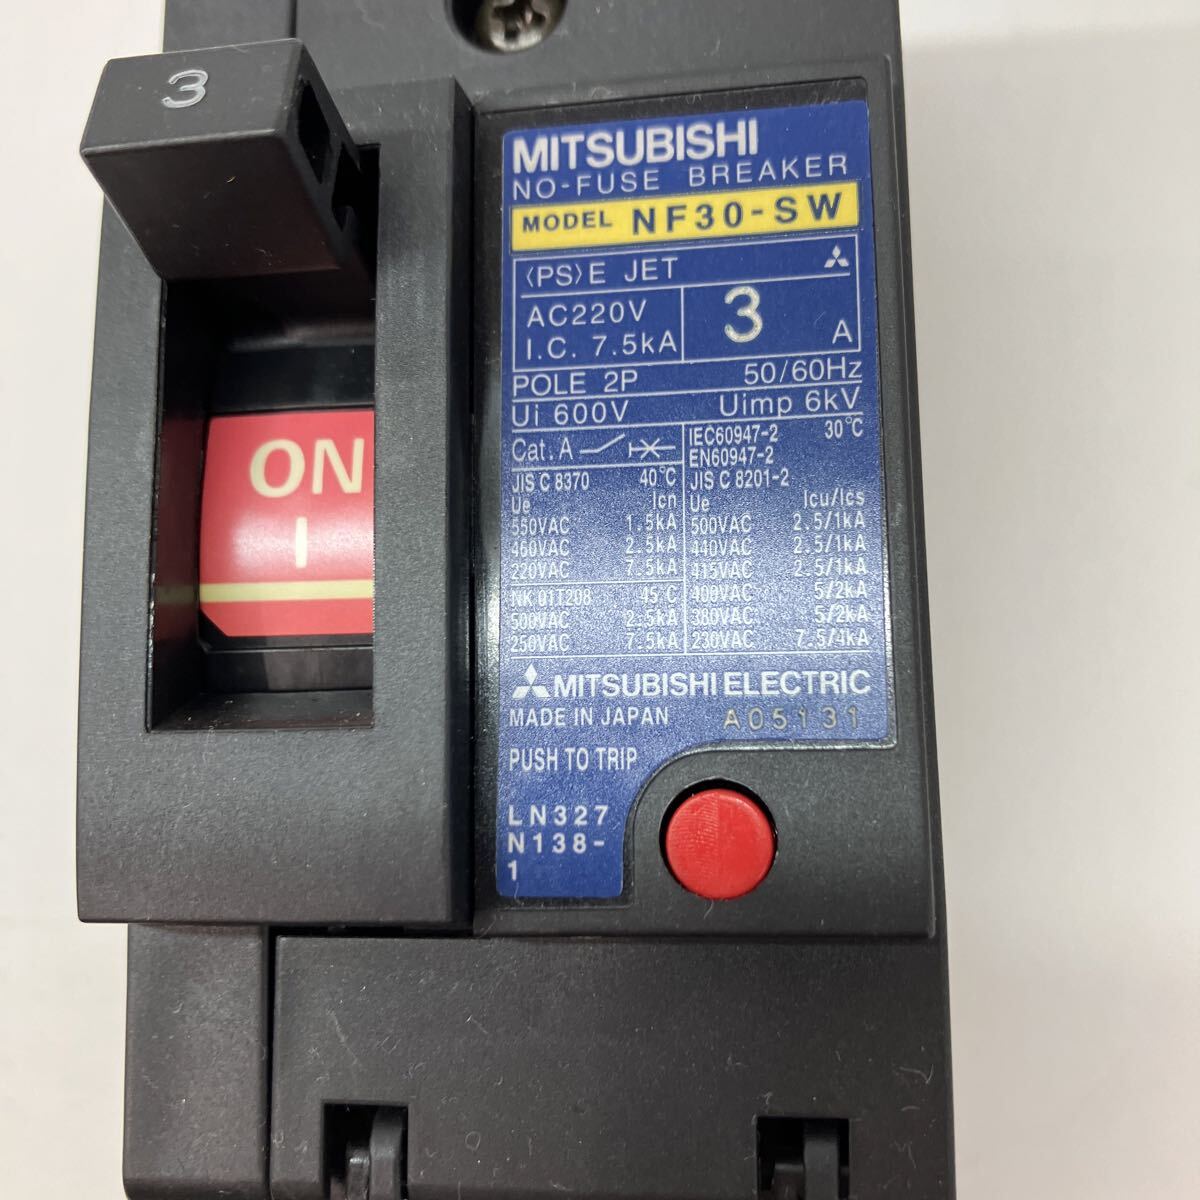 3
ON
I
MITSUBISHI
NO-FUSE BREAKER
MODEL NF30-SW
<PS>E JET
AC220V
I.C. 7.5kA
3 A
POLE 2P 50/60Hz
Ui 600V Uimp 6kV
Cat. A
JIS C 8370 40℃
Ue Icn
550VAC 1.5kA
460VAC 2.5kA
220VAC 7.5kA
NK 01T208 45℃
500VAC 2.5kA
250VAC 7.5kA
IEC60947-2 30℃
EN60947-2
JIS C 8201-2
Ue Icu/Ics
500VAC 2.5/1kA
440VAC 2.5/1kA
415VAC 2.5/1kA
400VAC 5/2kA
380VAC 5/2kA
230VAC 7.5/4kA
MITSUBISHI ELECTRIC
MADE IN JAPAN A05131
PUSH TO TRIP
LN327
N138-
1